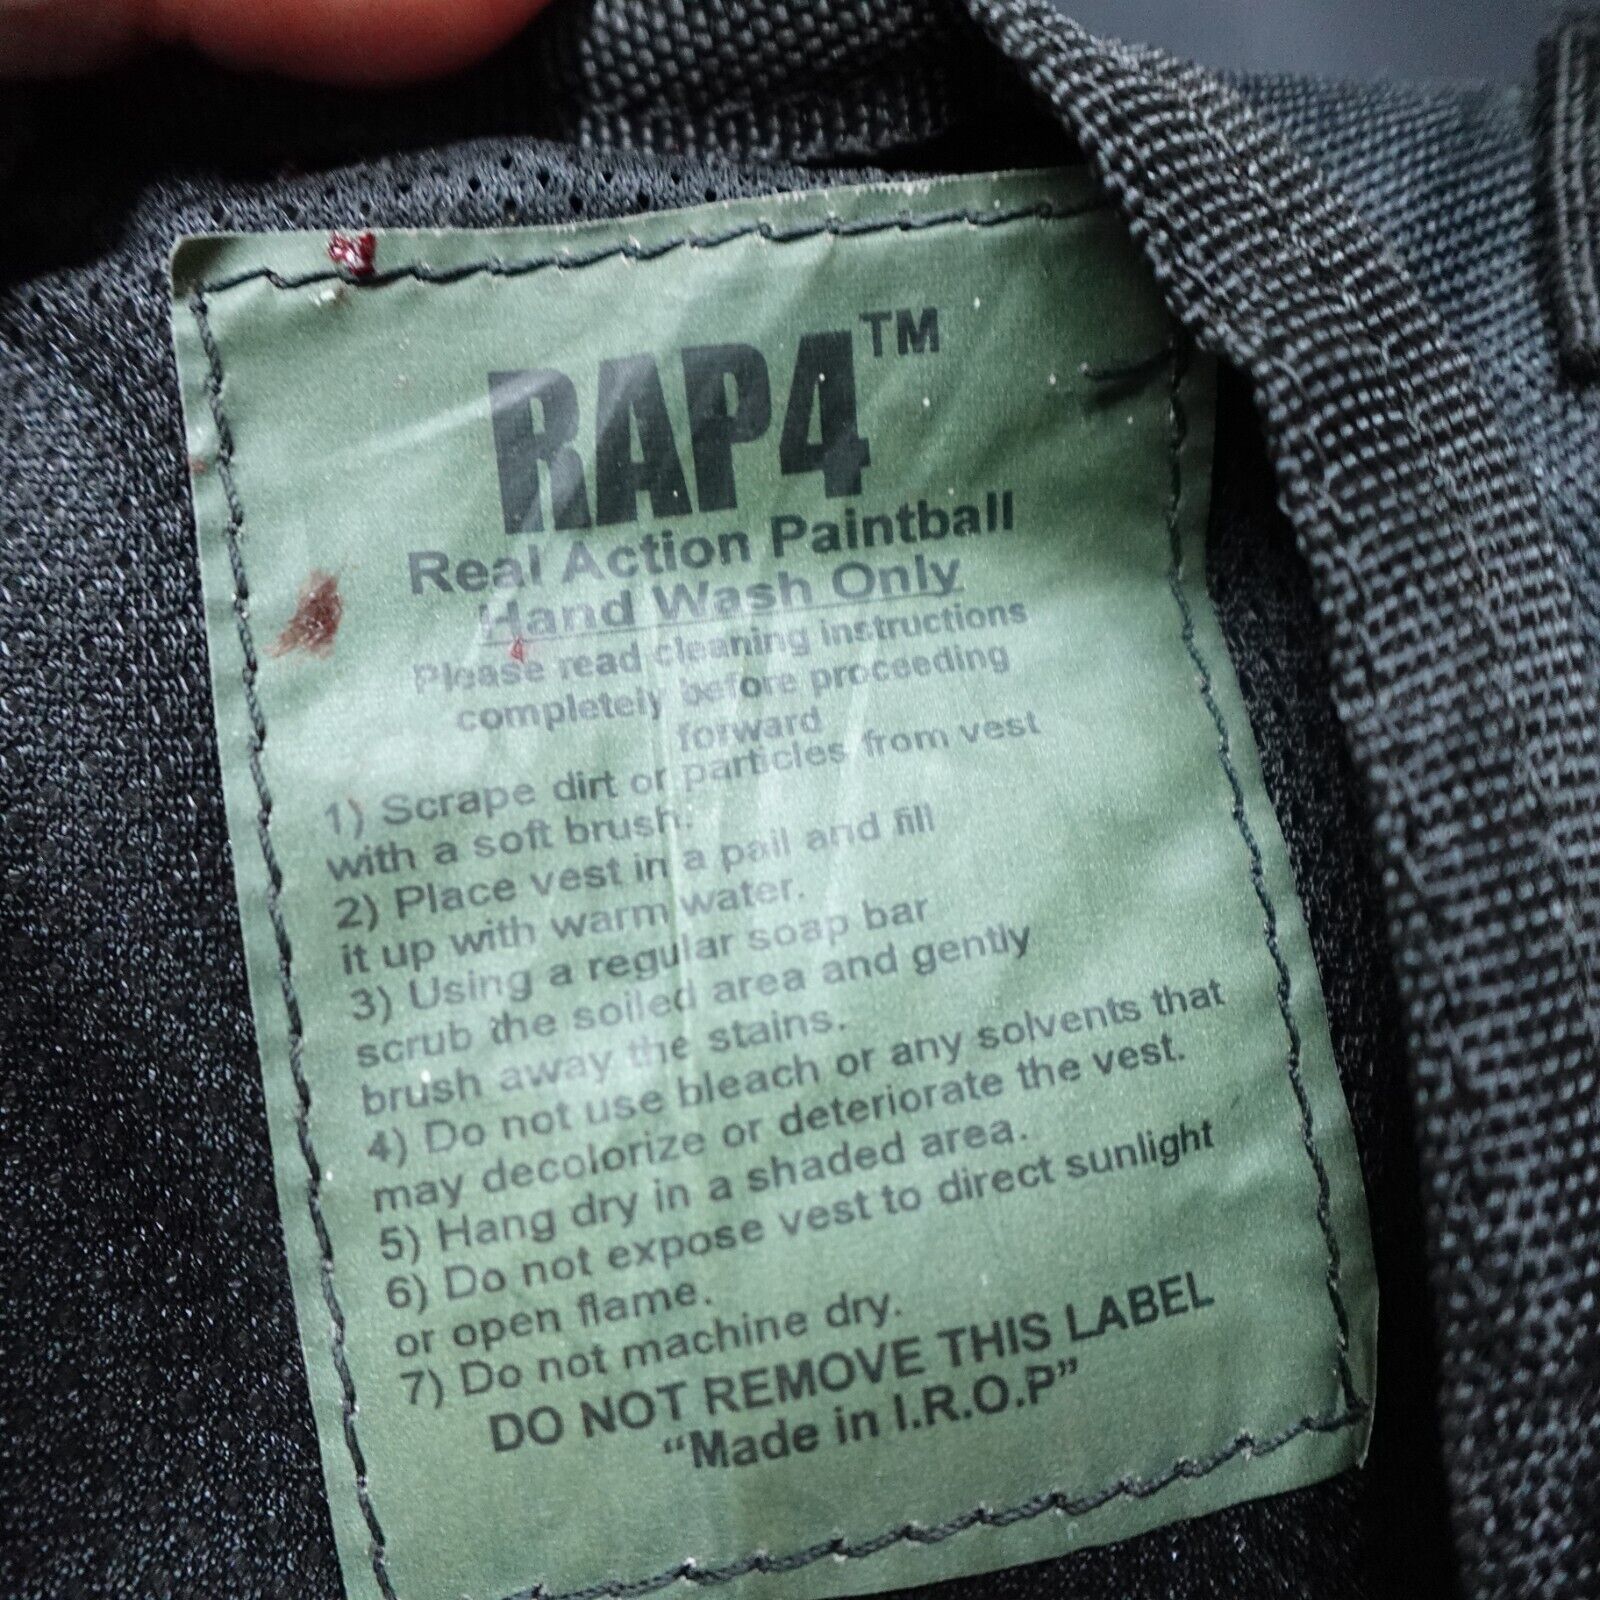 RAP4™
Real Action Paintball
Hand Wash Only
Please read cleaning instructions
completely before proceeding
forward
1) Scrape dirt or particles from vest
with a soft brush.
2) Place vest in a pail and fill
it up with warm water.
3) Using a regular soap bar
scrub the soiled area and gently
brush away the stains.
4) Do not use bleach or any solvents that
may decolorize or deteriorate the vest.
5) Hang dry in a shaded area.
6) Do not expose vest to direct sunlight
or open flame.
7) Do not machine dry.
DO NOT REMOVE THIS LABEL
“Made in I.R.O.P”